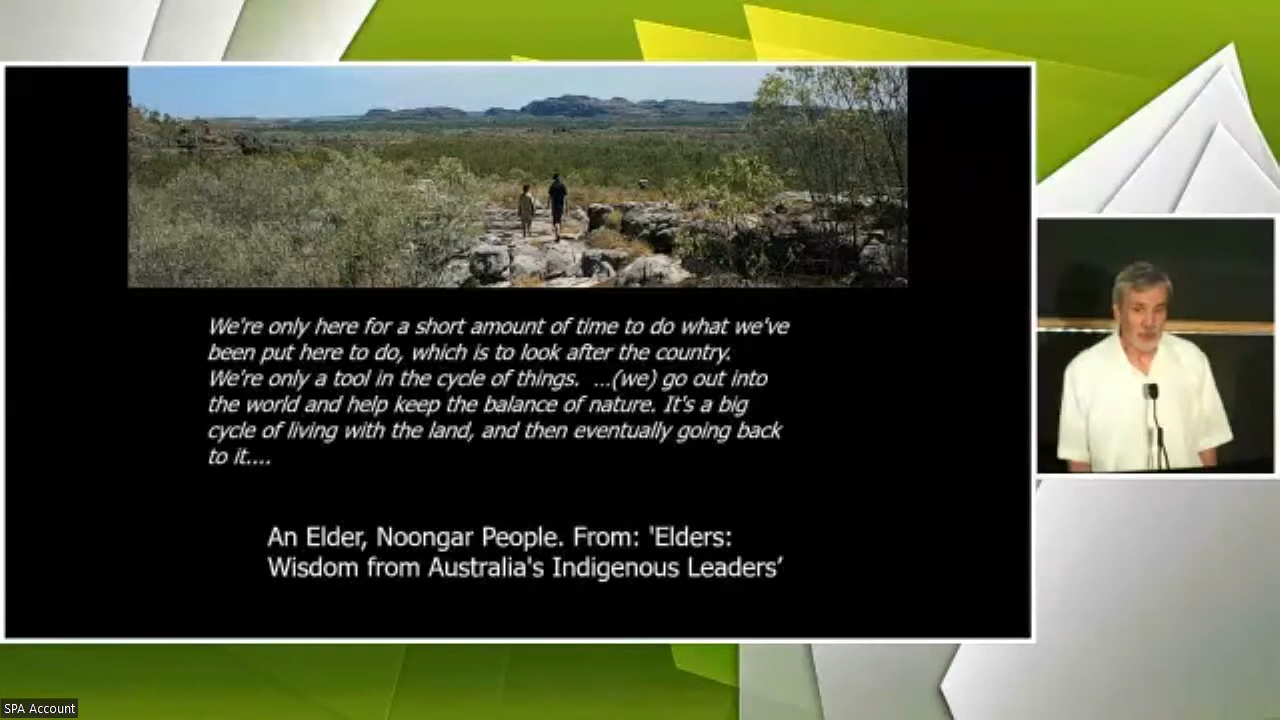 We're only here for a short amount of time to do what we've
been put here to do, which is to look after the country.
We're only a tool in the cycle of things.  ...(we) go out into
the world and help keep the balance of nature. It's a big
cycle of living with the land, and then eventually going back
to it....
An Elder, Noongar People. From: 'Elders:
Wisdom from Australia's Indigenous Leaders’
SPA Account